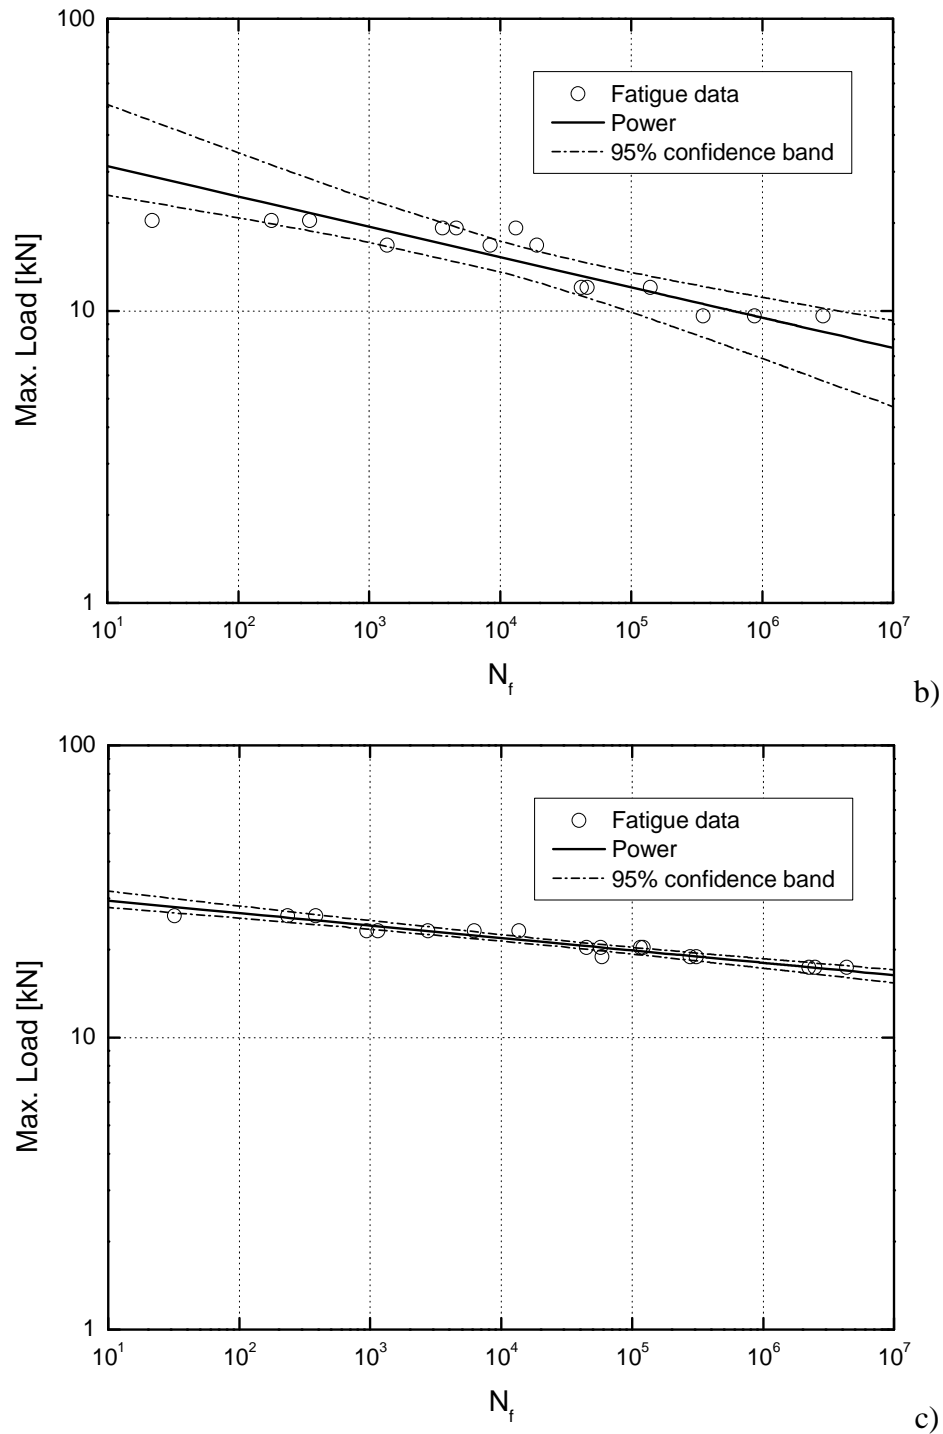 100
Fatigue data
Power
95% confidence band
Max. Load [kN]
10
1
10^1 10^2 10^3 10^4 10^5 10^6 10^7
N_f
b)
100
Fatigue data
Power
95% confidence band
Max. Load [kN]
10
1
10^1 10^2 10^3 10^4 10^5 10^6 10^7
N_f
c)